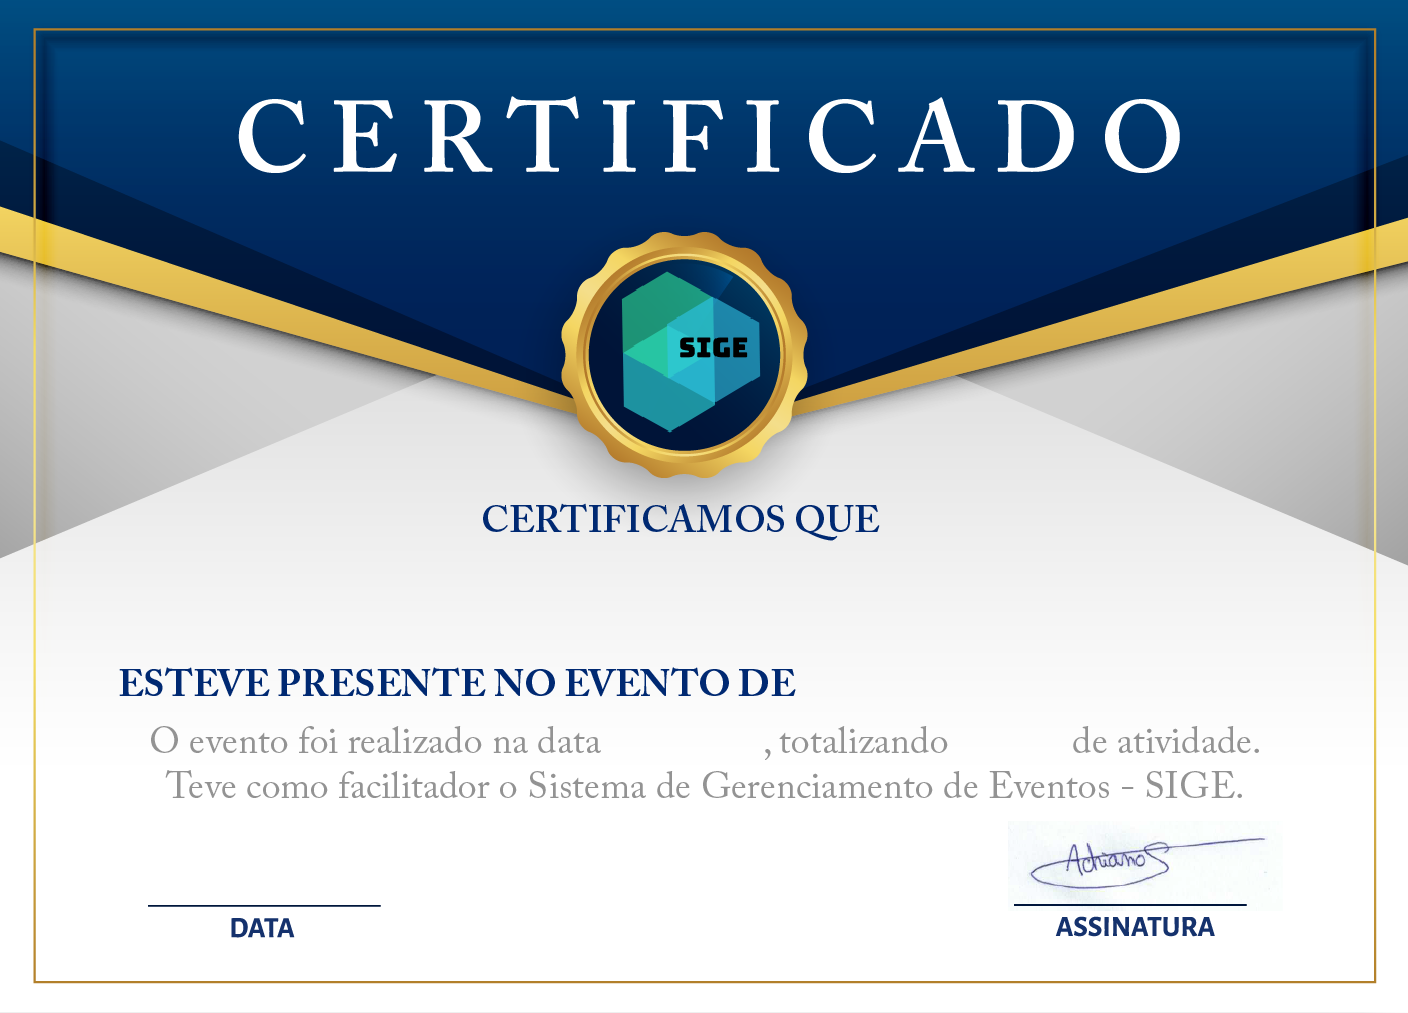 CERTIFICADO
SIGE
CERTIFICAMOS QUE
ESTEVE PRESENTE NO EVENTO DE
O evento foi realizado na data , totalizando de atividade.
Teve como facilitador o Sistema de Gerenciamento de Eventos - SIGE.
Adriano S
DATA
ASSINATURA